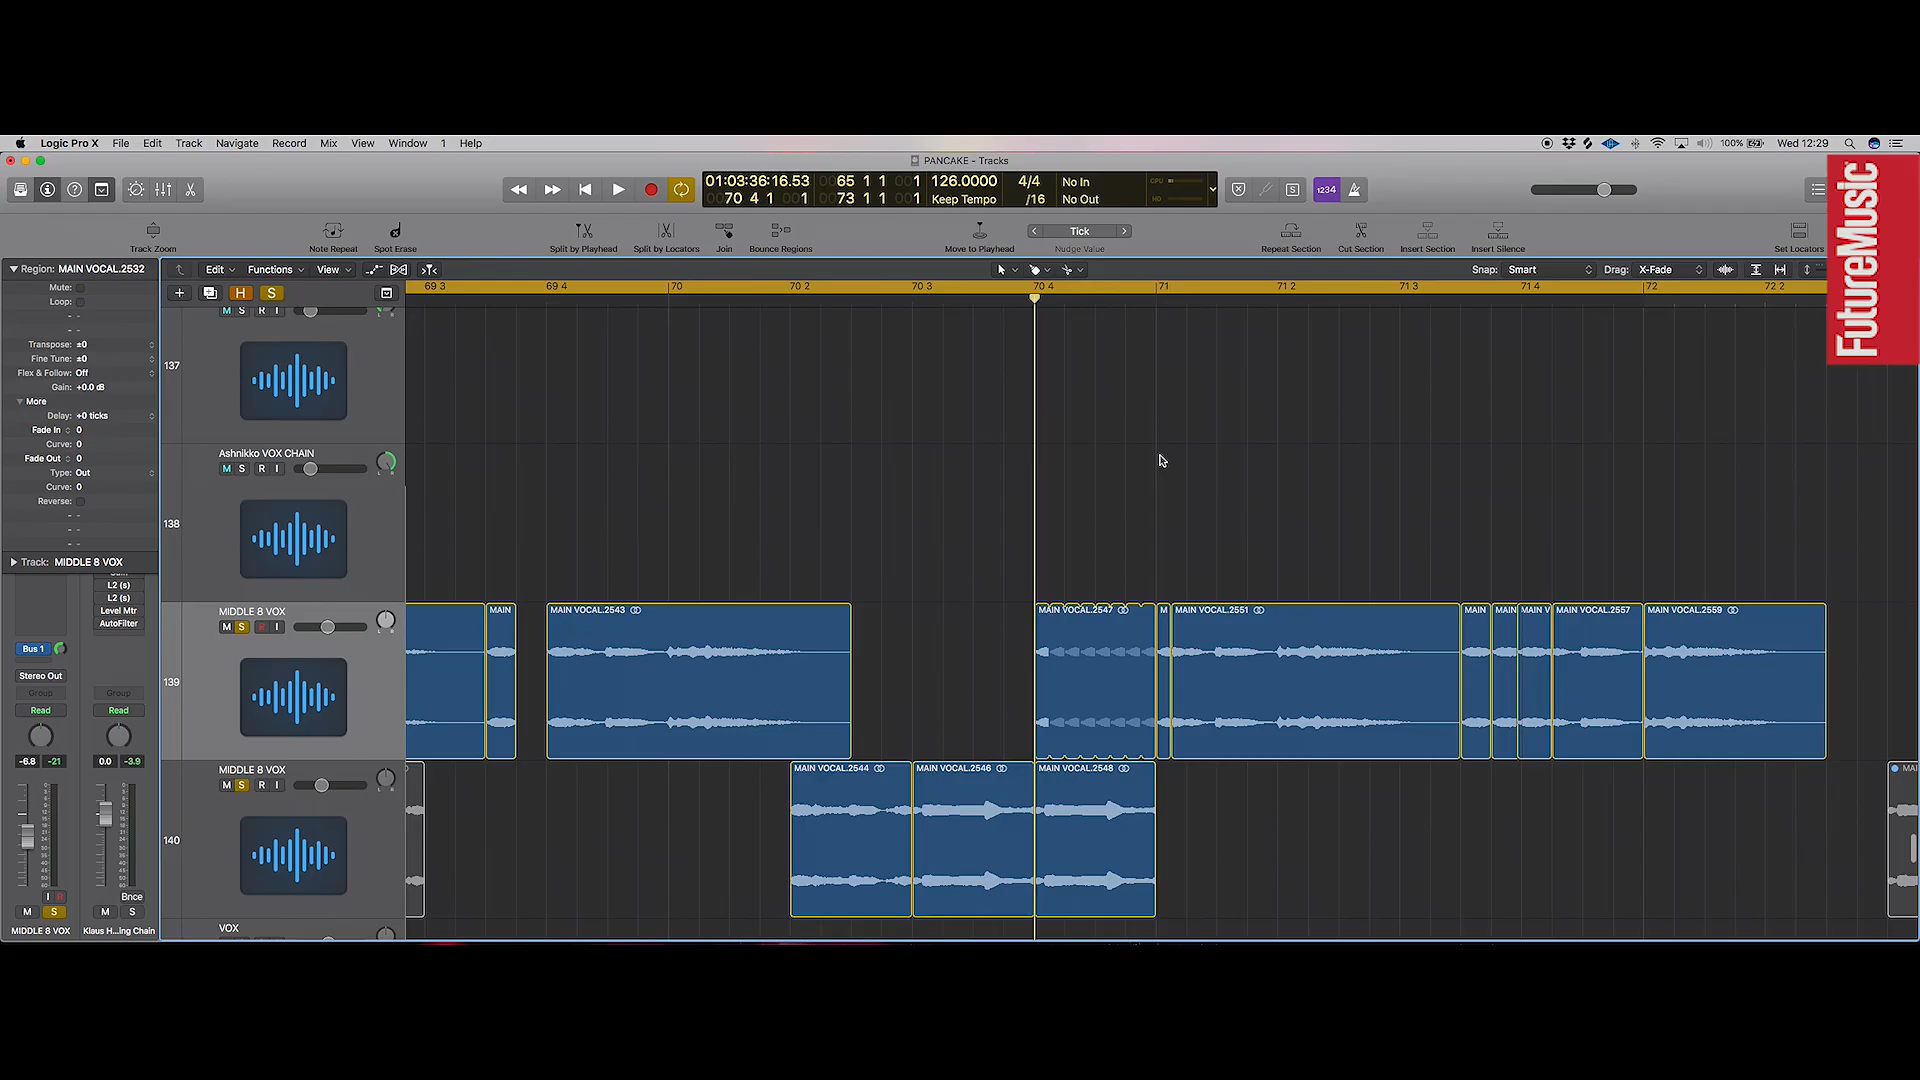 Logic Pro X File Edit Track Navigate Record Mix View Window 1 Help
100% Wed 12:29
PANCAKE - Tracks
01:03:36:16.53 0065 1 1 001 126.0000 4/4 No In CPU
0070 4 1 001 0073 1 1 001 Keep Tempo /16 No Out HD
S 1234
FutureMusic
Tick
Track Zoom Note Repeat Spot Erase Split by Playhead Split by Locators Join Bounce Regions Move to Playhead Nudge Value Repeat Section Cut Section Insert Section Insert Silence Set Locators
Region: MAIN VOCAL.2532
Edit Functions View Snap: Smart Drag: X-Fade
H S
69 3 69 4 70 70 2 70 3 70 4 71 71 2 71 3 71 4 72 72 2
Mute:
Loop:
Transpose: ±0
Fine Tune: ±0
Flex & Follow: Off
Gain: +0.0 dB
More
Delay: +0 ticks
Fade In 0
Curve: 0
Fade Out 0
Type: Out
Curve: 0
Reverse:
Track: MIDDLE 8 VOX
L2 (s)
L2 (s)
Level Mtr
AutoFilter
Bus 1
Stereo Out
Group Group
Read Read
-6.8 -21 0.0 -3.9
I R Bnce
M S M S
MIDDLE 8 VOX Klaus H...ing Chain
M S R I
137
Ashnikko VOX CHAIN
M S R I
138
MIDDLE 8 VOX
M S R I
139
MAIN MAIN VOCAL.2543 MAIN VOCAL.2547 M MAIN VOCAL.2551 MAIN MAIN MAIN V MAIN VOCAL.2557 MAIN VOCAL.2559
MIDDLE 8 VOX
M S R I
140
MAIN VOCAL.2544 MAIN VOCAL.2546 MAIN VOCAL.2548 MAI
VOX